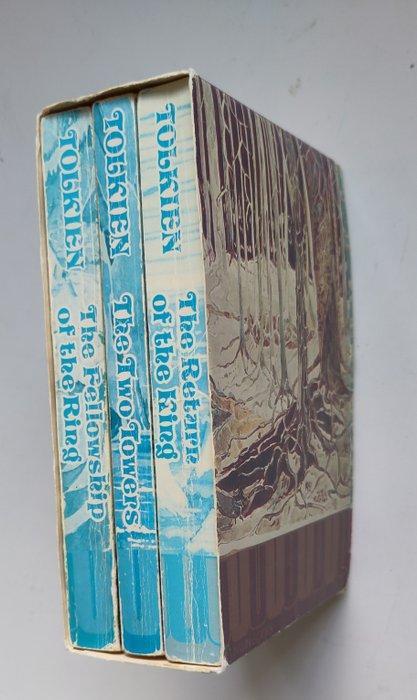 TOLKIEN
The Fellowship
of the Ring
TOLKIEN
The Two Towers
TOLKIEN
The Return
of the King